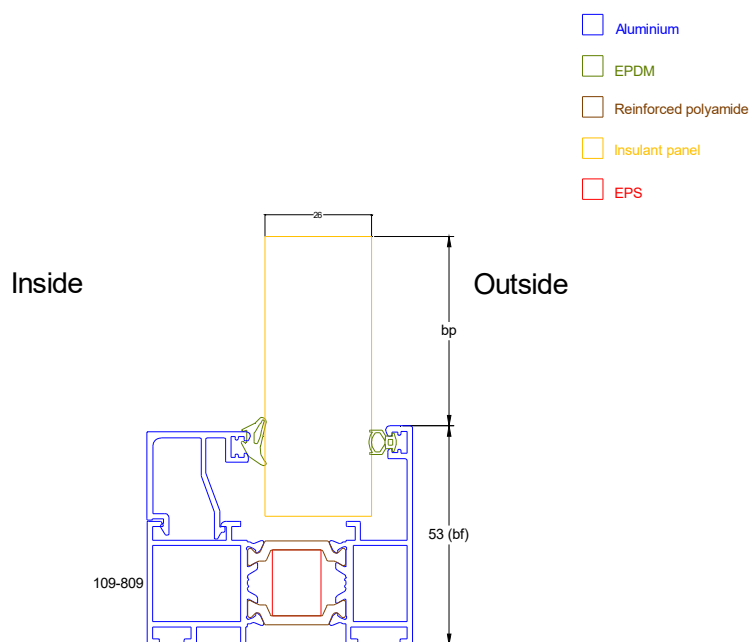 Aluminium
EPDM
Reinforced polyamide
Insulant panel
EPS
26
Inside
Outside
bp
53 (bf)
109-809